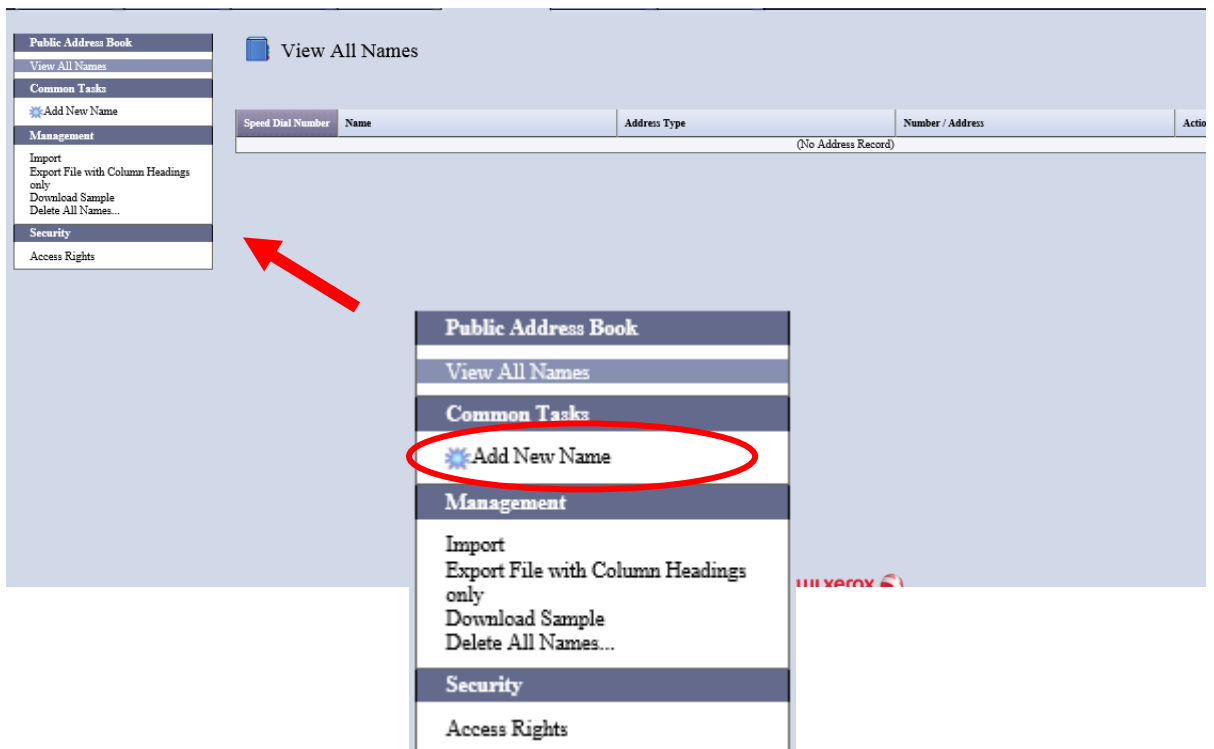 Public Address Book
View All Names
Common Tasks
Add New Name
Management
Import
Export File with Column Headings
only
Download Sample
Delete All Names...
Security
Access Rights
View All Names
Speed Dial Number Name Address Type Number / Address Actio
(No Address Record)
Public Address Book
View All Names
Common Tasks
Add New Name
Management
Import
Export File with Column Headings
only
Download Sample
Delete All Names...
Security
Access Rights
xerox